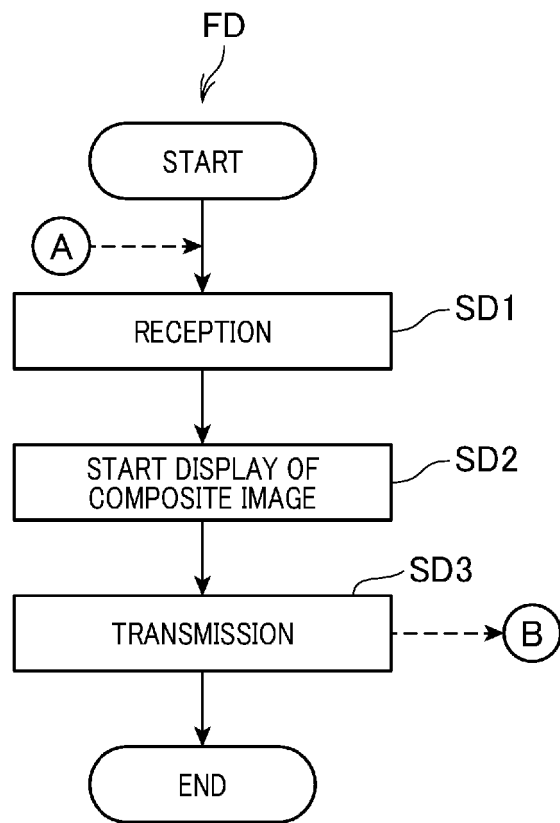 FD
START
A
RECEPTION
SD1
START DISPLAY OF
COMPOSITE IMAGE
SD2
SD3
TRANSMISSION
B
END